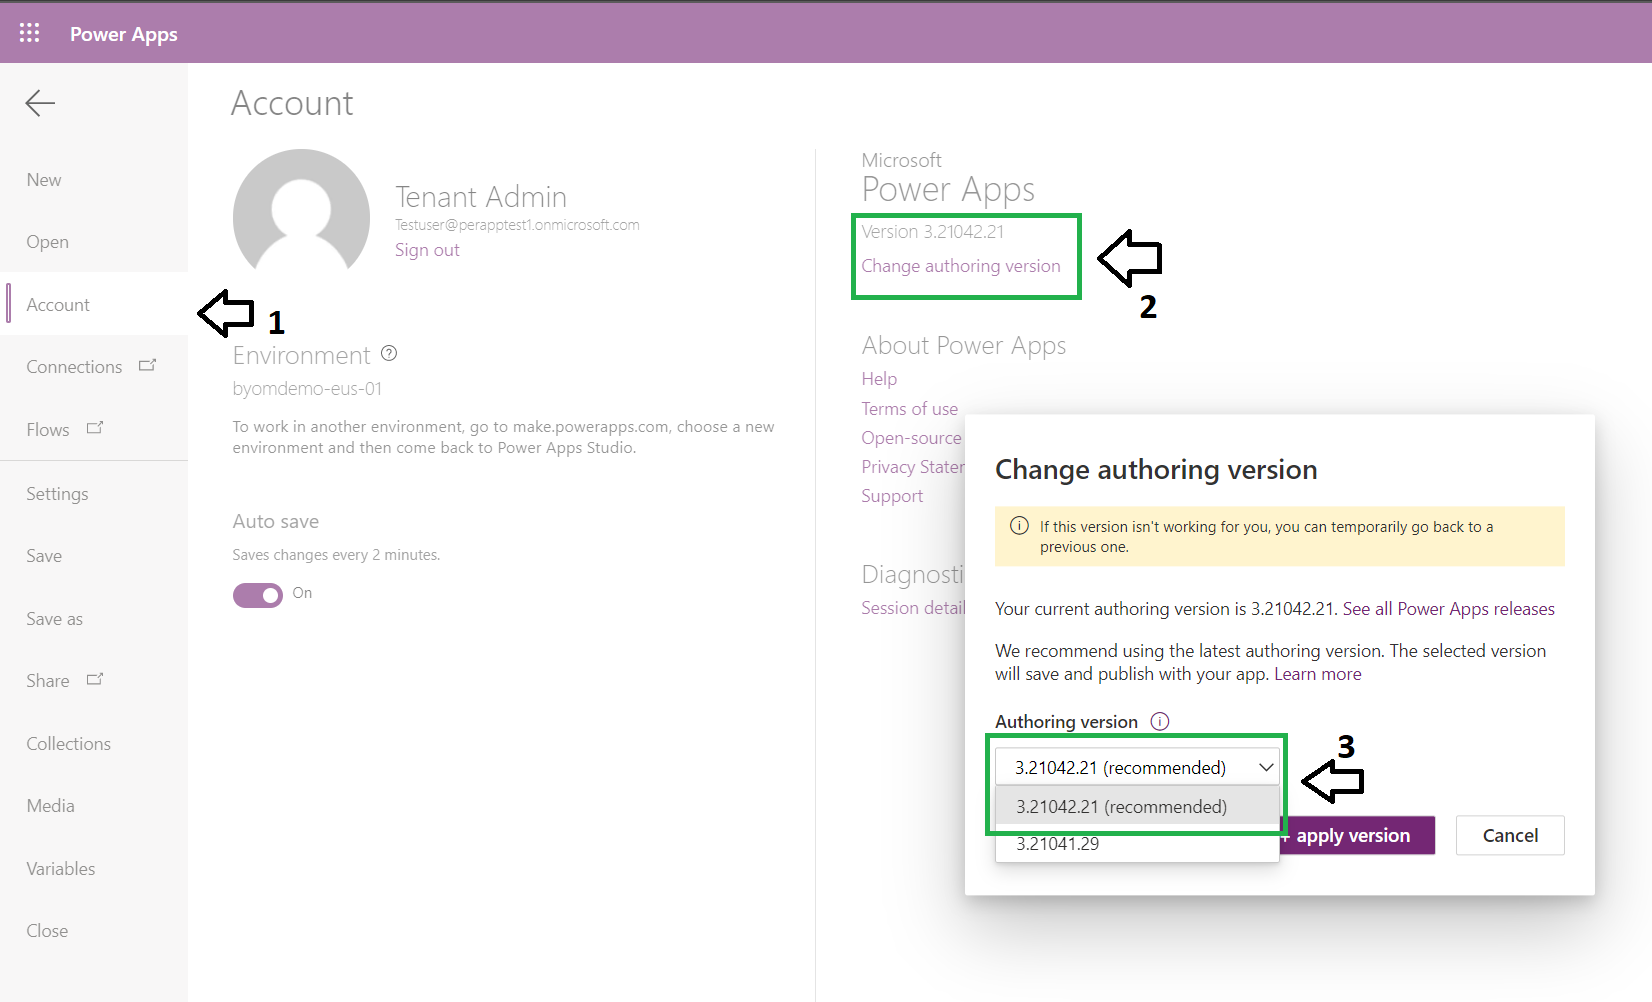 Power Apps
New
Open
Account
Connections
Flows
Settings
Save
Save as
Share
Collections
Media
Variables
Close
1
Account
Tenant Admin
Testuser@perapptest1.onmicrosoft.com
Sign out
Environment
byomdemo-eus-01
To work in another environment, go to make.powerapps.com, choose a new
environment and then come back to Power Apps Studio.
Auto save
Saves changes every 2 minutes.
On
Microsoft
Power Apps
Version 3.21042.21
Change authoring version
2
About Power Apps
Help
Terms of use
Open-source
Privacy Stater
Support
Diagnosti
Session detail
Change authoring version
If this version isn't working for you, you can temporarily go back to a
previous one.
Your current authoring version is 3.21042.21. See all Power Apps releases
We recommend using the latest authoring version. The selected version
will save and publish with your app. Learn more
Authoring version
3.21042.21 (recommended)
3
3.21042.21 (recommended)
3.21041.29
apply version
Cancel